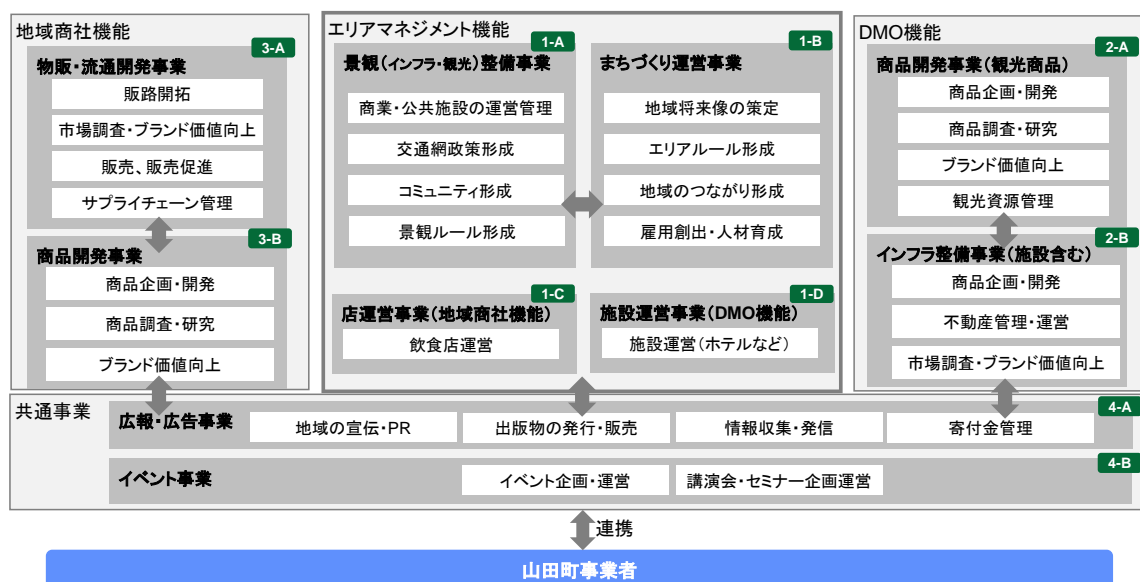 地域商社機能
3-A
物販・流通開発事業
販路開拓
市場調査・ブランド価値向上
販売、販売促進
サプライチェーン管理
3-B
商品開発事業
商品企画・開発
商品調査・研究
ブランド価値向上
エリアマネジメント機能
1-A
景観(インフラ・観光)整備事業
商業・公共施設の運営管理
交通網政策形成
コミュニティ形成
景観ルール形成
1-B
まちづくり運営事業
地域将来像の策定
エリアルール形成
地域のつながり形成
雇用創出・人材育成
1-C
店運営事業(地域商社機能)
飲食店運営
1-D
施設運営事業(DMO機能)
施設運営(ホテルなど)
DMO機能
2-A
商品開発事業(観光商品)
商品企画・開発
商品調査・研究
ブランド価値向上
観光資源管理
2-B
インフラ整備事業(施設含む)
商品企画・開発
不動産管理・運営
市場調査・ブランド価値向上
共通事業
4-A
広報・広告事業
地域の宣伝・PR
出版物の発行・販売
情報収集・発信
寄付金管理
4-B
イベント事業
イベント企画・運営
講演会・セミナー企画運営
連携
山田町事業者